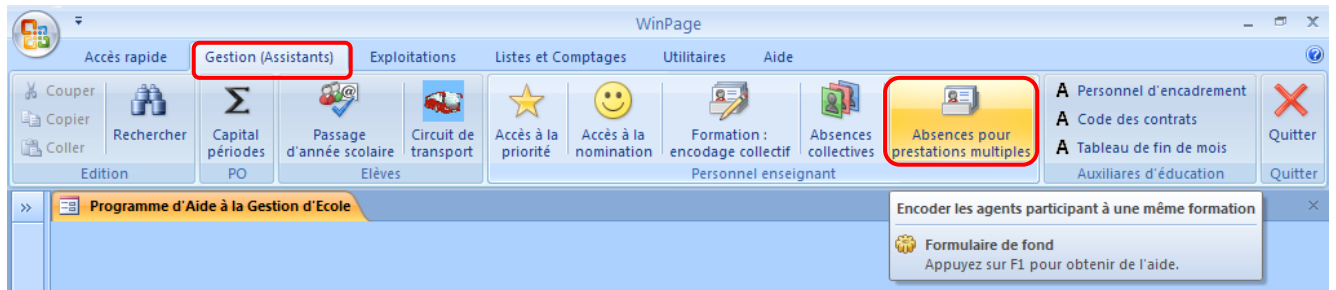 WinPage
Accès rapide Gestion (Assistants) Exploitations Listes et Comptages Utilitaires Aide
Couper
Copier
Coller
Rechercher
Edition
Capital périodes
PO
Passage d'année scolaire
Circuit de transport
Elèves
Accès à la priorité
Accès à la nomination
Formation : encodage collectif
Absences collectives
Absences pour prestations multiples
Personnel enseignant
A Personnel d'encadrement
A Code des contrats
A Tableau de fin de mois
Auxiliares d'éducation
Quitter
Quitter
» Programme d'Aide à la Gestion d'Ecole
Encoder les agents participant à une même formation
Formulaire de fond
Appuyez sur F1 pour obtenir de l'aide.